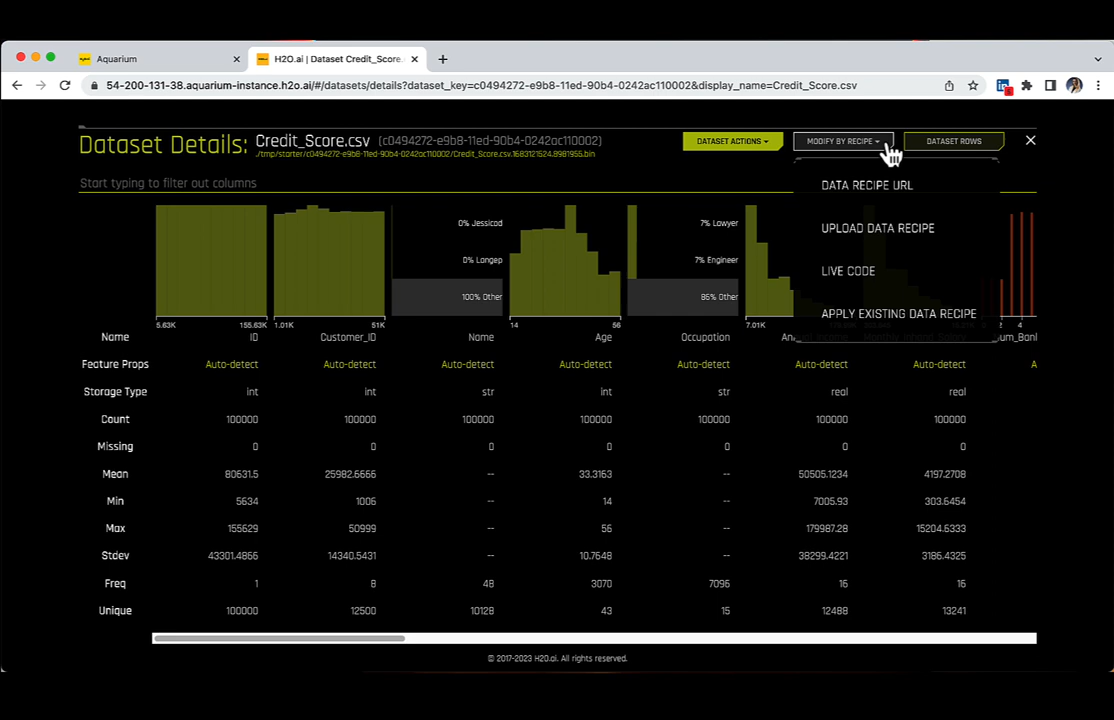 Aquarium
H2O.ai | Dataset Credit_Score.
54-200-131-38.aquarium-instance.h2o.ai/#/datasets/details?dataset_key=c0494272-e9b8-11ed-90b4-0242ac110002&display_name=Credit_Score.csv
Dataset Details: Credit_Score.csv (c0494272-e9b8-11ed-90b4-0242ac110002)
./tmp/starter/c0494272-e9b8-11ed-90b4-0242ac110002/Credit_Score.csv.1683121524.8981955.bin
DATASET ACTIONS MODIFY BY RECIPE DATASET ROWS
Start typing to filter out columns
DATA RECIPE URL
UPLOAD DATA RECIPE
LIVE CODE
APPLY EXISTING DATA RECIPE
0% Jessicad 7% Lawyer
0% Langep 7% Engineer
100% Other 86% Other
5.63K 155.63K 1.01K 51K 14 56 7.01K 2 4
Name ID Customer_ID Name Age Occupation
Feature Props Auto-detect Auto-detect Auto-detect Auto-detect Auto-detect Auto-detect Auto-detect A
Storage Type int int str int str real real
Count 100000 100000 100000 100000 100000 100000 100000
Missing 0 0 0 0 0 0 0
Mean 80631.5 25982.6666 -- 33.3163 -- 50505.1234 4197.2708
Min 5634 1006 -- 14 -- 7005.93 303.6454
Max 155629 50999 -- 56 -- 179987.28 15204.6333
Stdev 43301.4866 14340.5431 -- 10.7648 -- 38299.4221 3186.4325
Freq 1 8 48 3070 7096 16 16
Unique 100000 12500 10128 43 15 12488 13241
© 2017-2023 H2O.ai. All rights reserved.